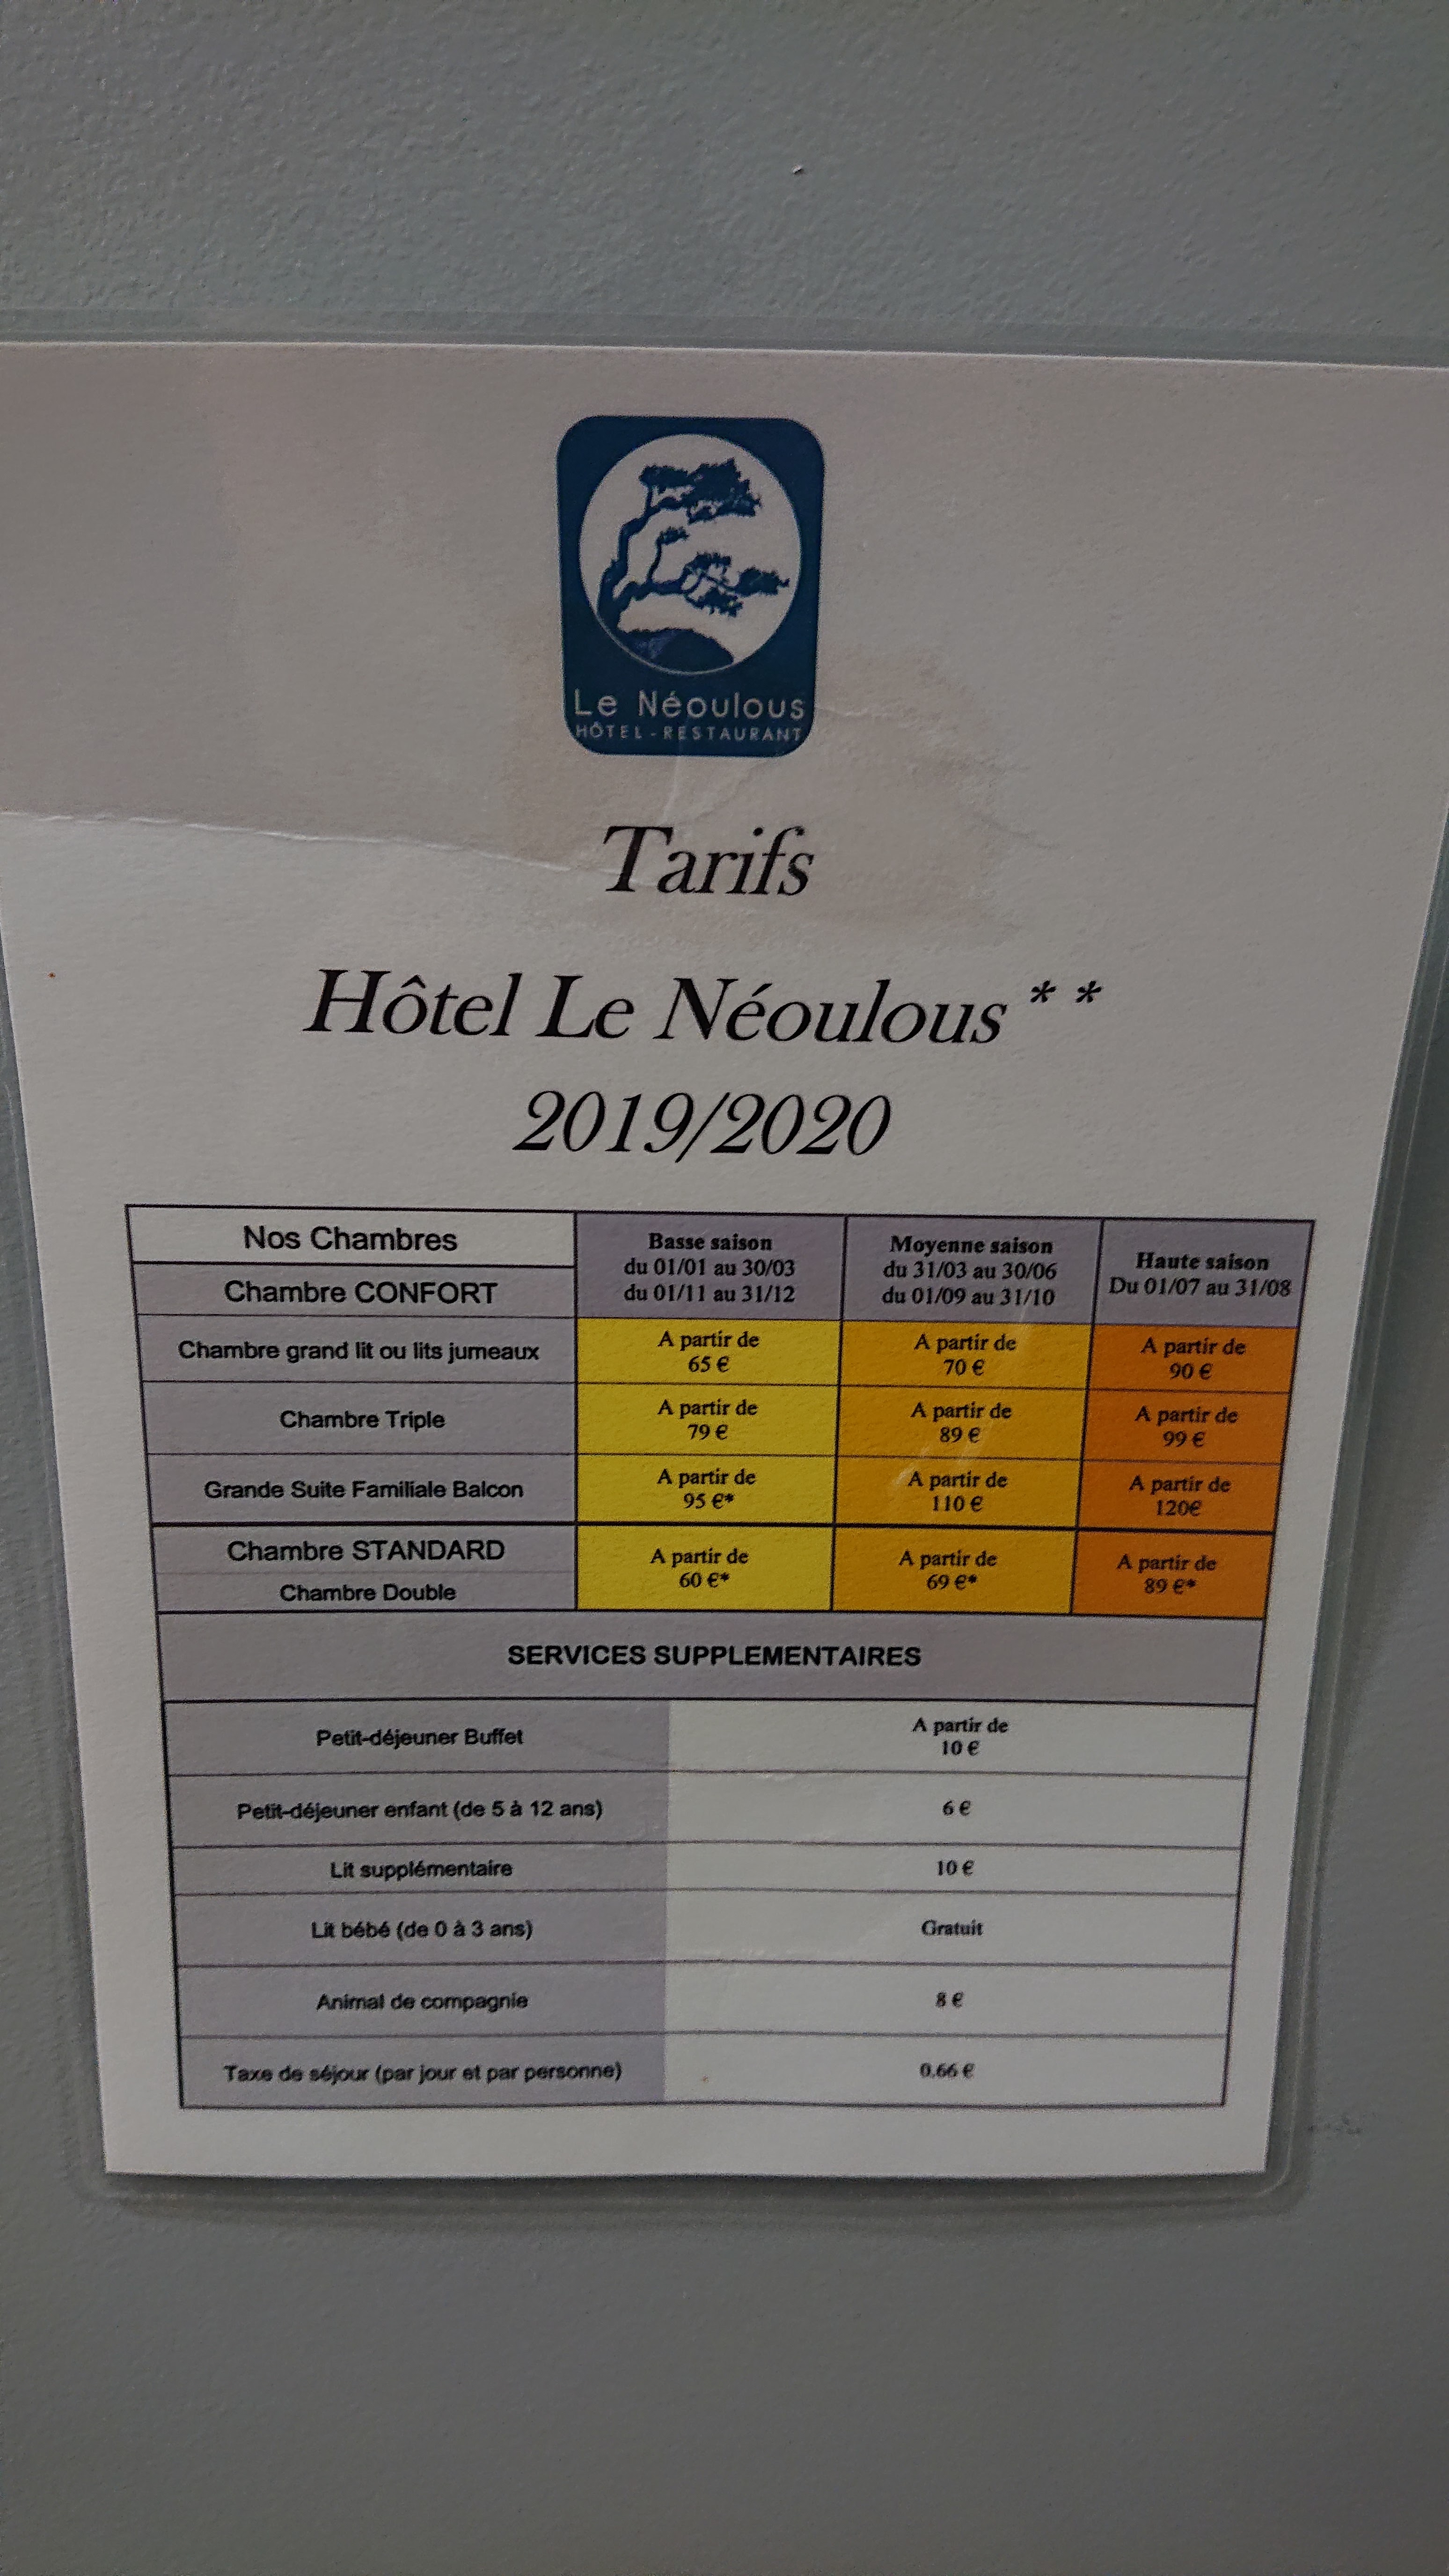 Le Néoulous
HÔTEL - RESTAURANT
Tarifs
Hôtel Le Néoulous**
2019/2020
Nos Chambres
Chambre CONFORT
Basse saison
du 01/01 au 30/03
du 01/11 au 31/12
Moyenne saison
du 31/03 au 30/06
du 01/09 au 31/10
Haute saison
Du 01/07 au 31/08
Chambre grand lit ou lits jumeaux
A partir de
65 €
A partir de
70 €
A partir de
90 €
Chambre Triple
A partir de
79 €
A partir de
89 €
A partir de
99 €
Grande Suite Familiale Balcon
A partir de
95 €*
A partir de
110 €
A partir de
120€
Chambre STANDARD
Chambre Double
A partir de
60 €*
A partir de
69 €*
A partir de
89 €*
SERVICES SUPPLEMENTAIRES
Petit-déjeuner Buffet
A partir de
10 €
Petit-déjeuner enfant (de 5 à 12 ans)
6 €
Lit supplémentaire
10 €
Lit bébé (de 0 à 3 ans)
Gratuit
Animal de compagnie
8 €
Taxe de séjour (par jour et par personne)
0.66 €